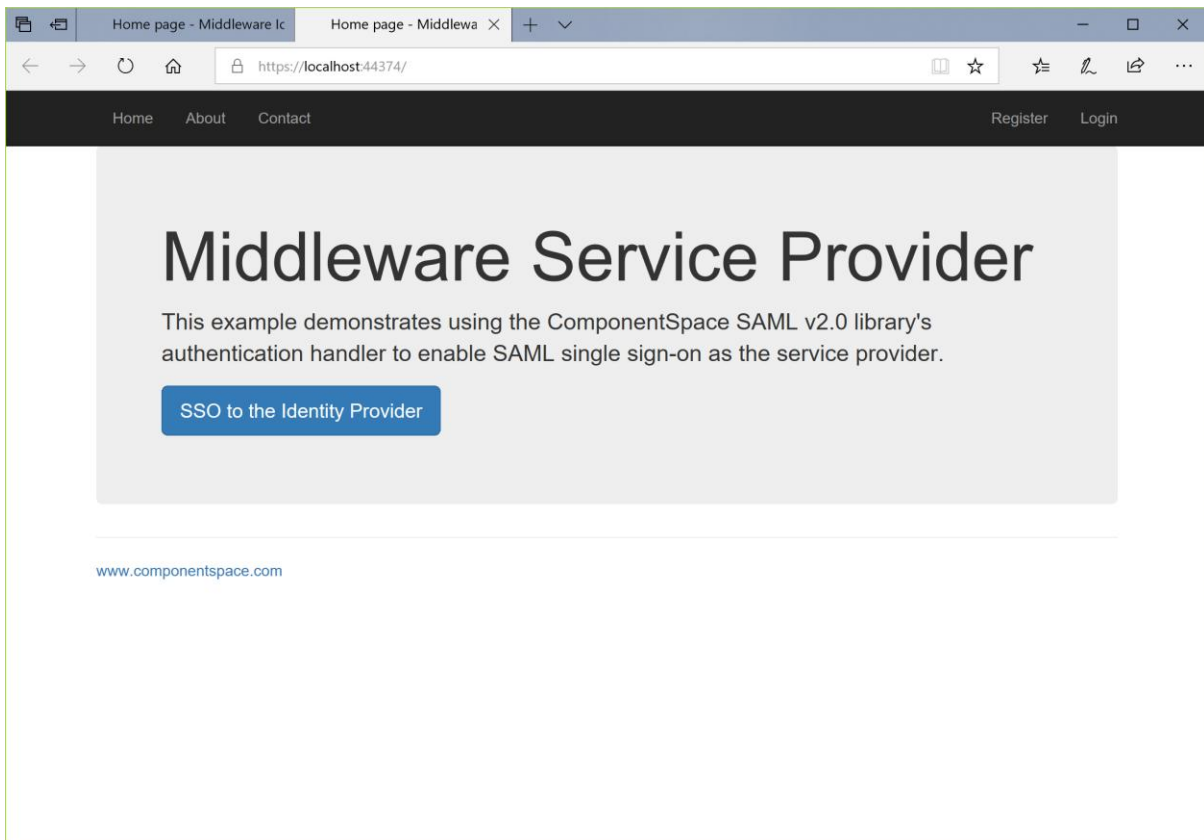 Home page - Middleware Ic
Home page - Middlewa
https://localhost:44374/
Home About Contact Register Login
Middleware Service Provider
This example demonstrates using the ComponentSpace SAML v2.0 library's
authentication handler to enable SAML single sign-on as the service provider.
SSO to the Identity Provider
www.componentspace.com